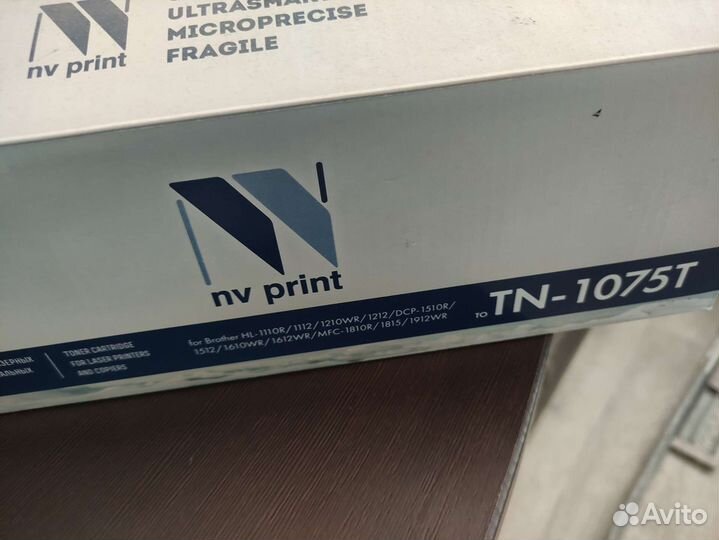 MICROPRECISE
FRAGILE
nv print
nv print
for Brother HL-1110R/1112/1210WR/1212/DCP-1510R/
1512/1610WR/1612WR/MFC-1810R/1815/1912WR
TO TN-1075T
TONER CARTRIDGE
FOR LASER PRINTERS
AND COPIERS
Avito